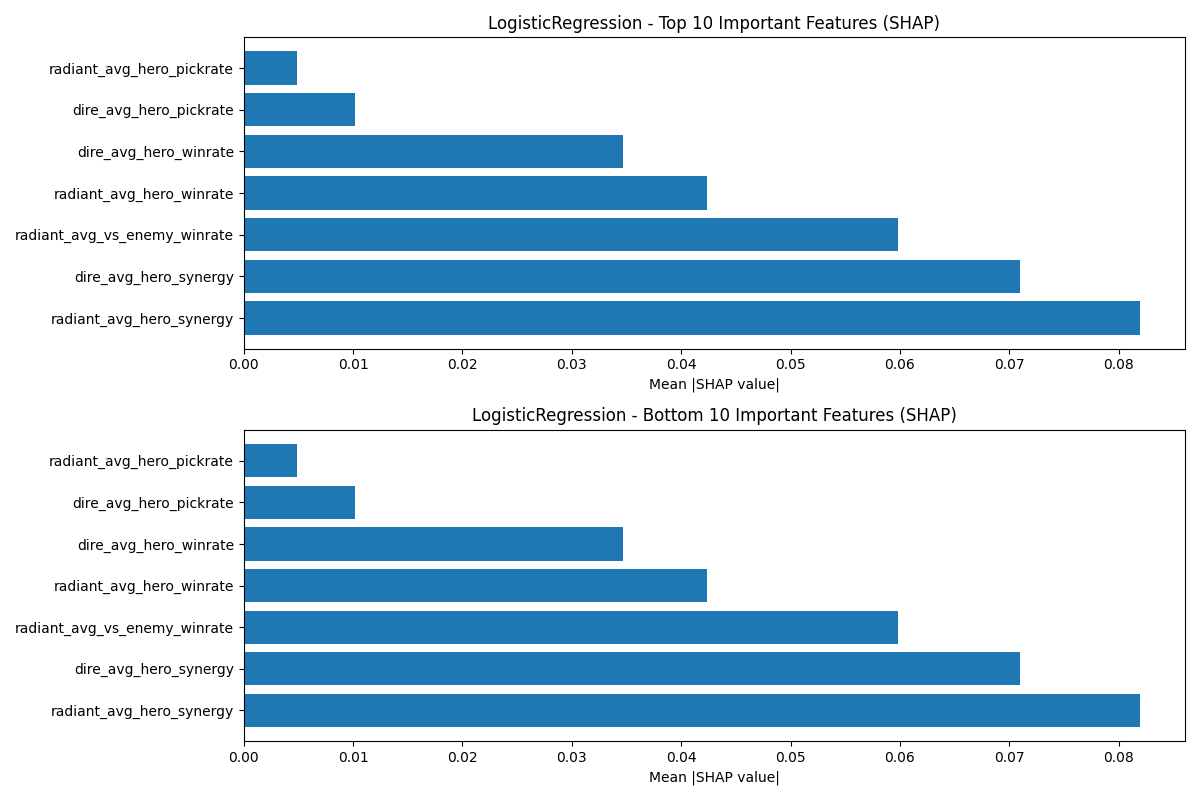 LogisticRegression - Top 10 Important Features (SHAP)
radiant_avg_hero_pickrate
dire_avg_hero_pickrate
dire_avg_hero_winrate
radiant_avg_hero_winrate
radiant_avg_vs_enemy_winrate
dire_avg_hero_synergy
radiant_avg_hero_synergy
0.00 0.01 0.02 0.03 0.04 0.05 0.06 0.07 0.08
Mean |SHAP value|
LogisticRegression - Bottom 10 Important Features (SHAP)
radiant_avg_hero_pickrate
dire_avg_hero_pickrate
dire_avg_hero_winrate
radiant_avg_hero_winrate
radiant_avg_vs_enemy_winrate
dire_avg_hero_synergy
radiant_avg_hero_synergy
0.00 0.01 0.02 0.03 0.04 0.05 0.06 0.07 0.08
Mean |SHAP value|